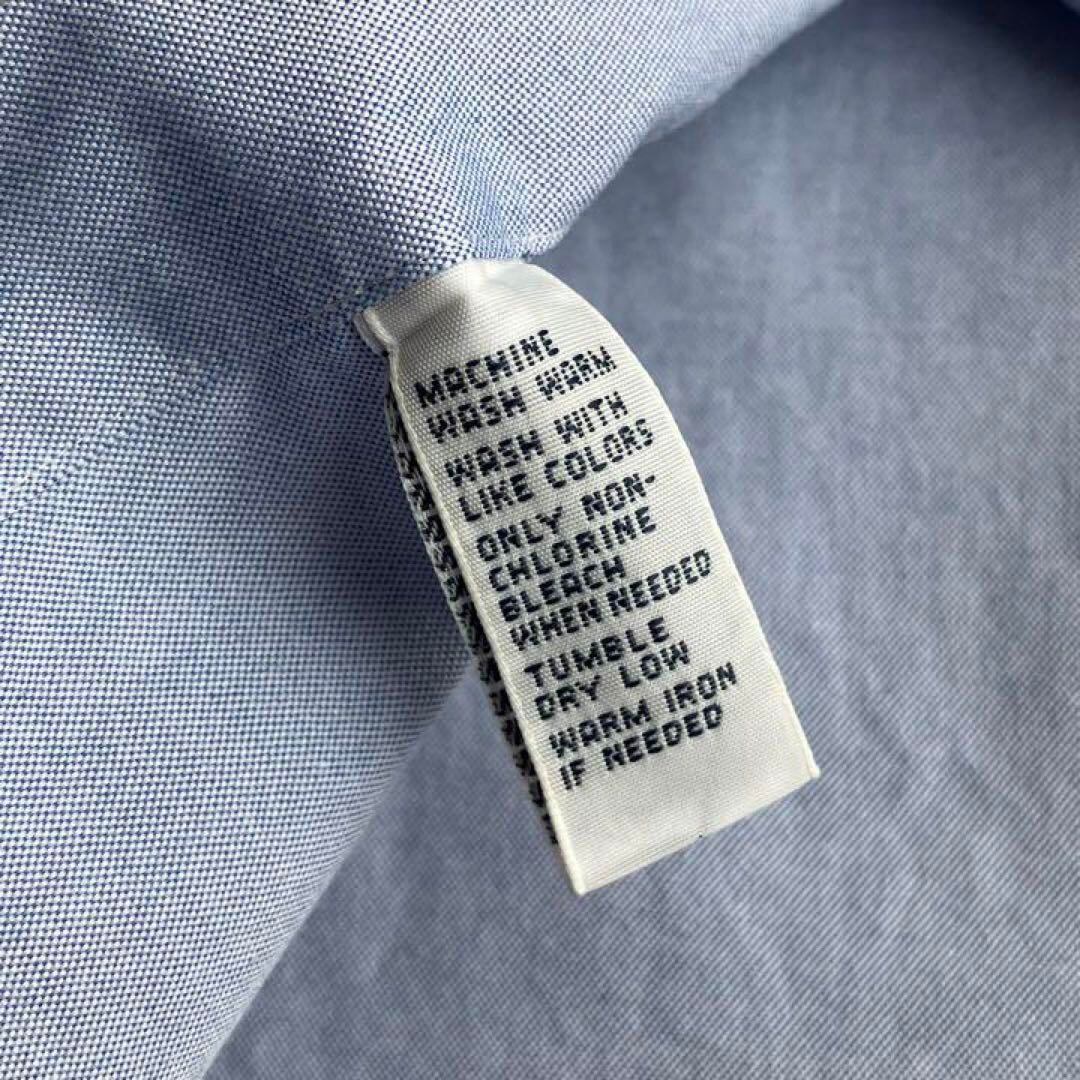 MACHINE
WASH WARM
WASH WITH
LIKE COLORS
ONLY NON-
CHLORINE
BLEACH
WHEN NEEDED
TUMBLE
DRY LOW
WARM IRON
IF NEEDED